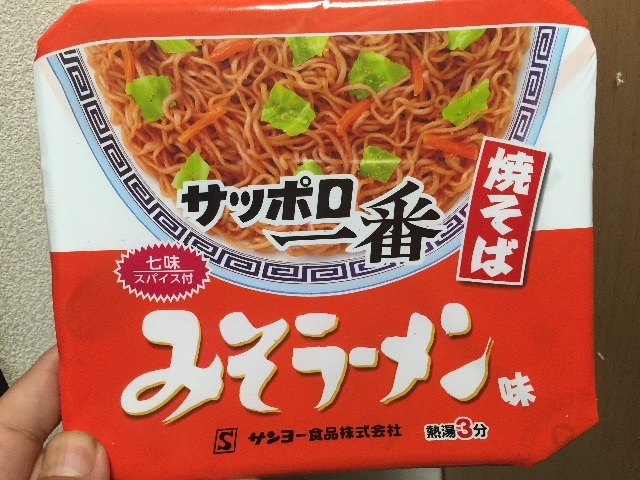 サッポロ
一番
焼そば
七味
スパイス付
みそラーメン
味
S サンヨー食品株式会社
熱湯3分